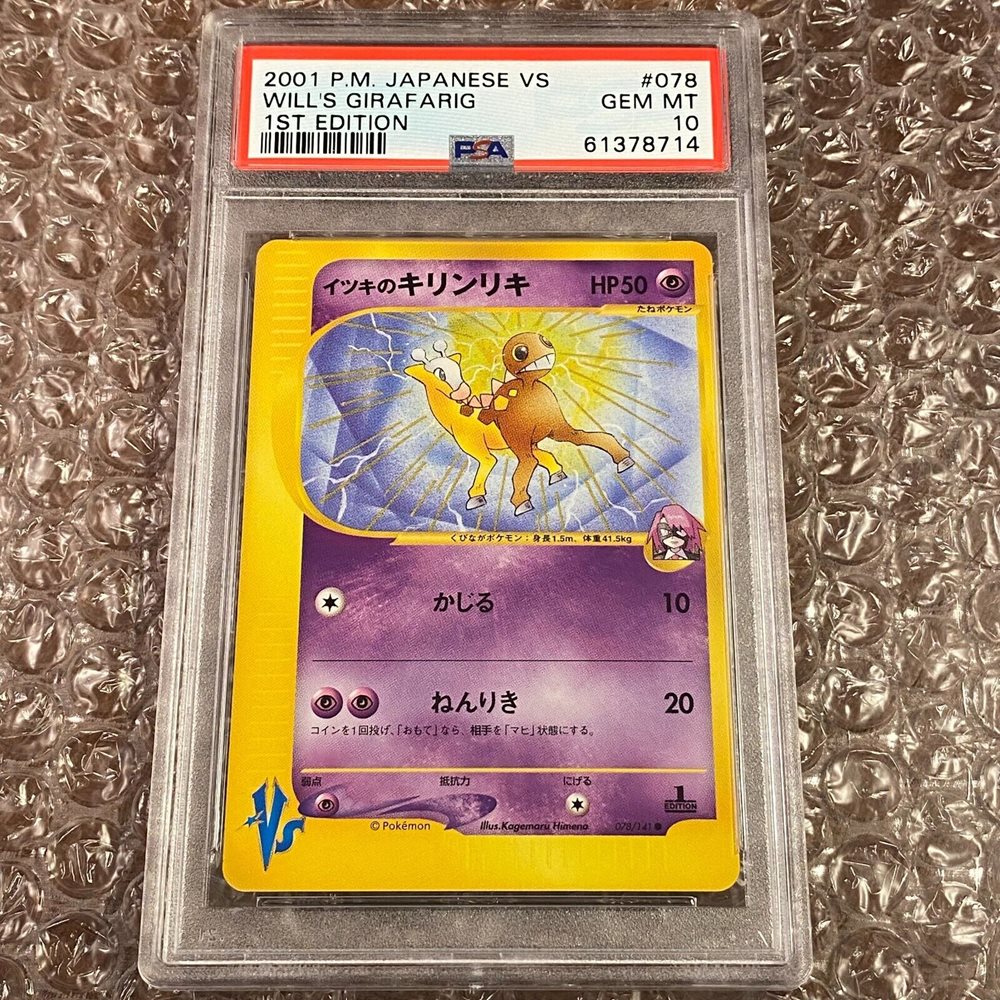 2001 P.M. JAPANESE VS #078
WILL'S GIRAFARIG GEM MT
1ST EDITION 10
PSA 61378714
イツキのキリンリキ HP50
たねポケモン
くびながポケモン:身長1.5m、体重41.5kg
かじる 10
ねんりき 20
コインを1回投げ、「おもて」なら、相手を「マヒ」状態にする。
弱点 抵抗力 にげる
1
EDITION
VS
©Pokémon Illus.Kagemaru Himeno 078/141